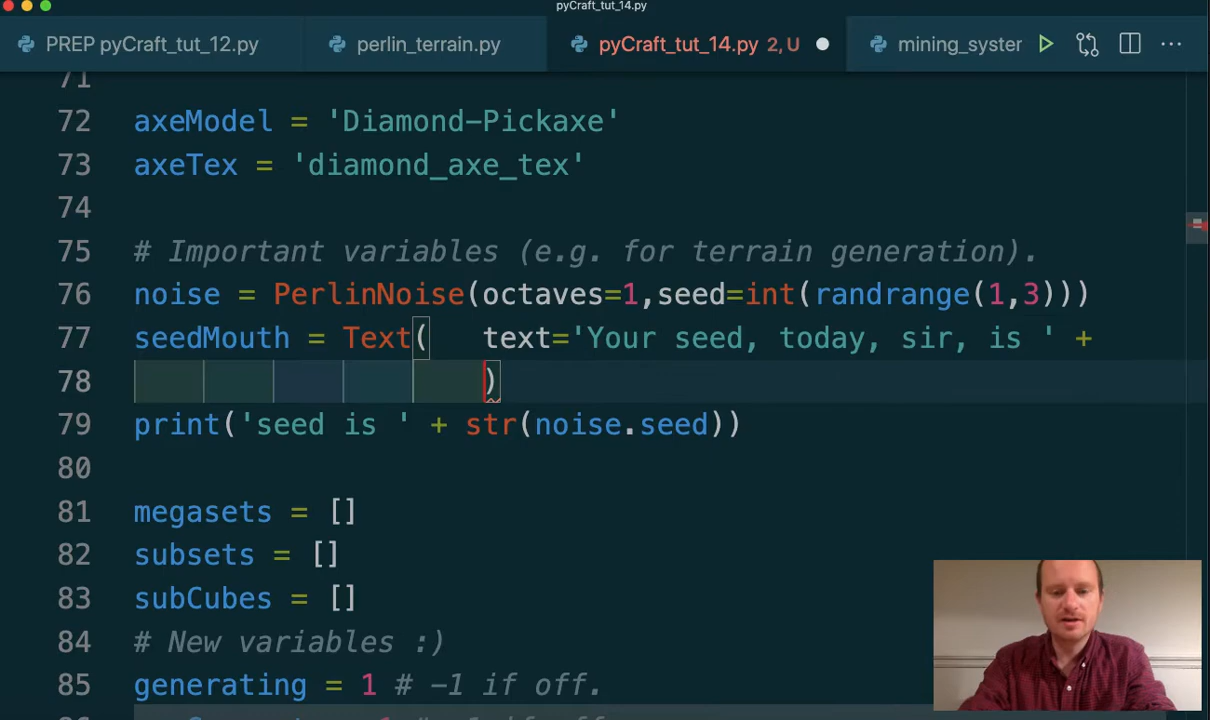 pyCraft_tut_14.py
PREP pyCraft_tut_12.py perlin_terrain.py pyCraft_tut_14.py 2, U mining_syster
71
72 axeModel = 'Diamond-Pickaxe'
73 axeTex = 'diamond_axe_tex'
74
75 # Important variables (e.g. for terrain generation).
76 noise = PerlinNoise(octaves=1,seed=int(randrange(1,3)))
77 seedMouth = Text(   text='Your seed, today, sir, is ' +
78 )
79 print('seed is ' + str(noise.seed))
80
81 megasets = []
82 subsets = []
83 subCubes = []
84 # New variables :)
85 generating = 1 # -1 if off.